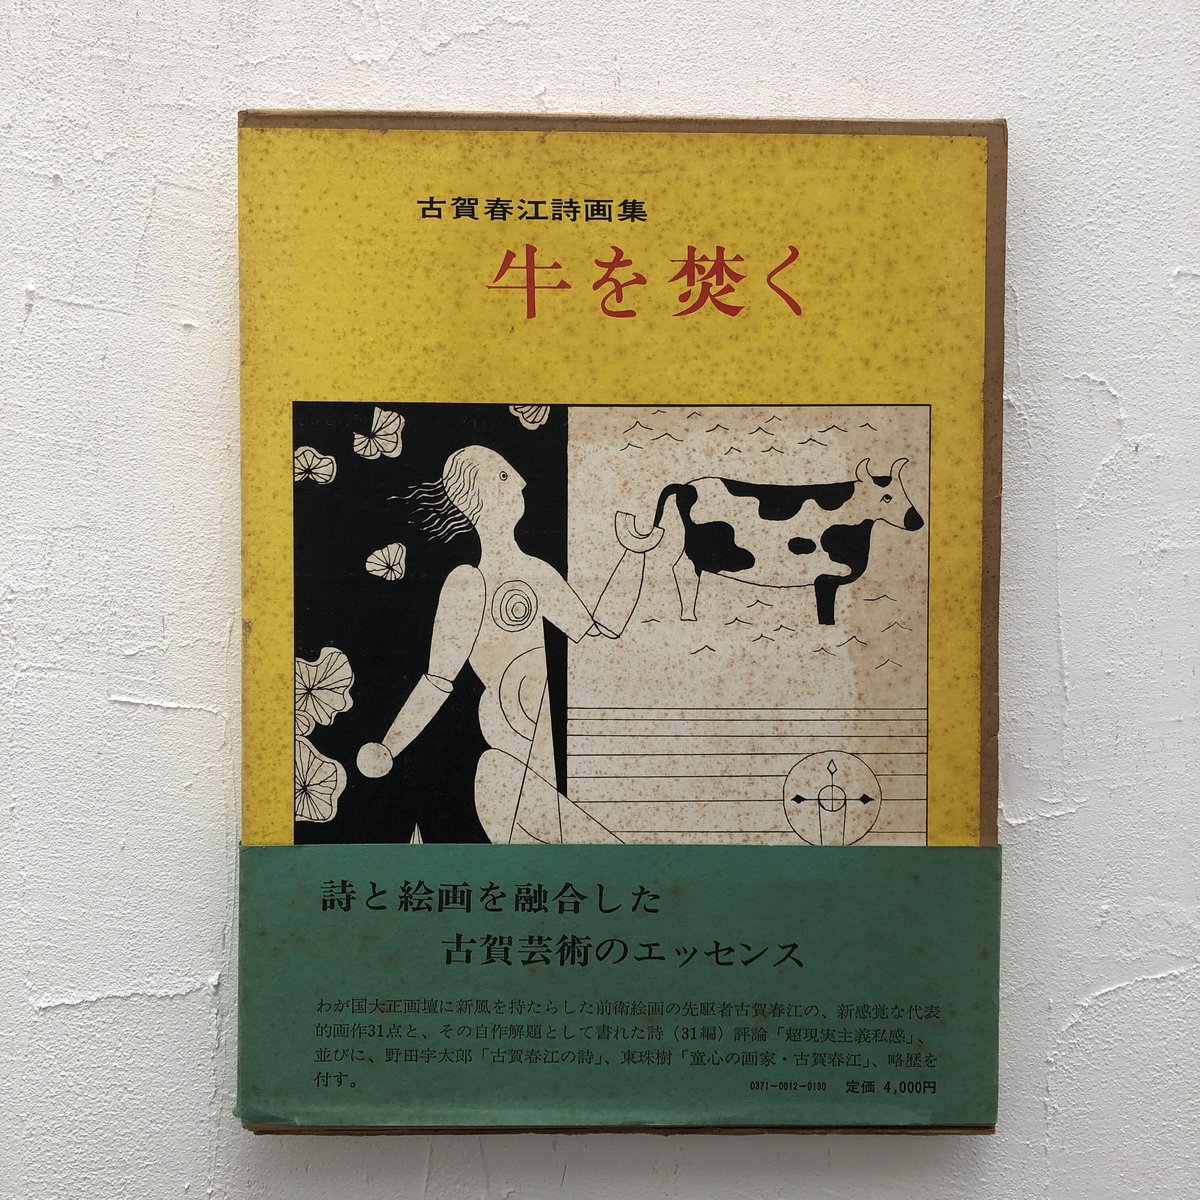 古賀春江詩画集
牛を焚く
詩と絵画を融合した
古賀芸術のエッセンス
わが国大正画壇に新風を持たらした前衛絵画の先駆者古賀春江の、新感覚な代表
的画作31点と、その自作解題として書れた詩（31編）評論「超現実主義私感」、
並びに、野田宇太郎「古賀春江の詩」、東珠樹「童心の画家・古賀春江」、略歴を
付す。
0371-0012-0130 定価 4,000円